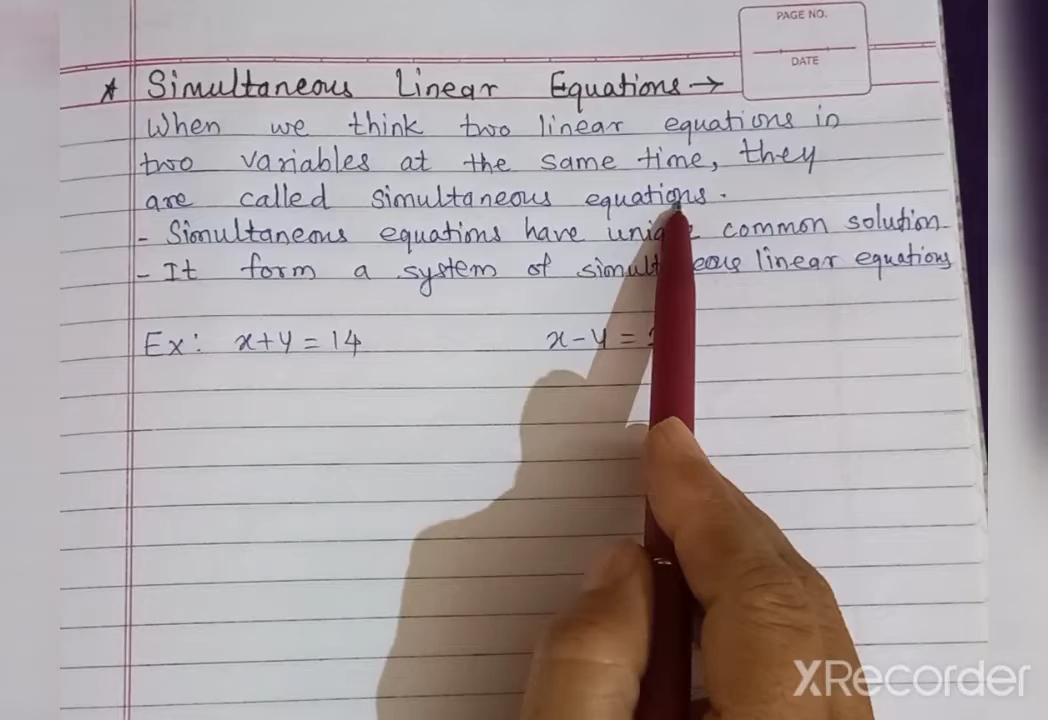 PAGE NO.
DATE
* Simultaneous Linear Equations →
When we think two linear equations in
two variables at the same time, they
are called simultaneous equations.
- Simultaneous equations have common solution
- It form a system of linear equations
Ex: x+y = 14 x-y =
XRecorder